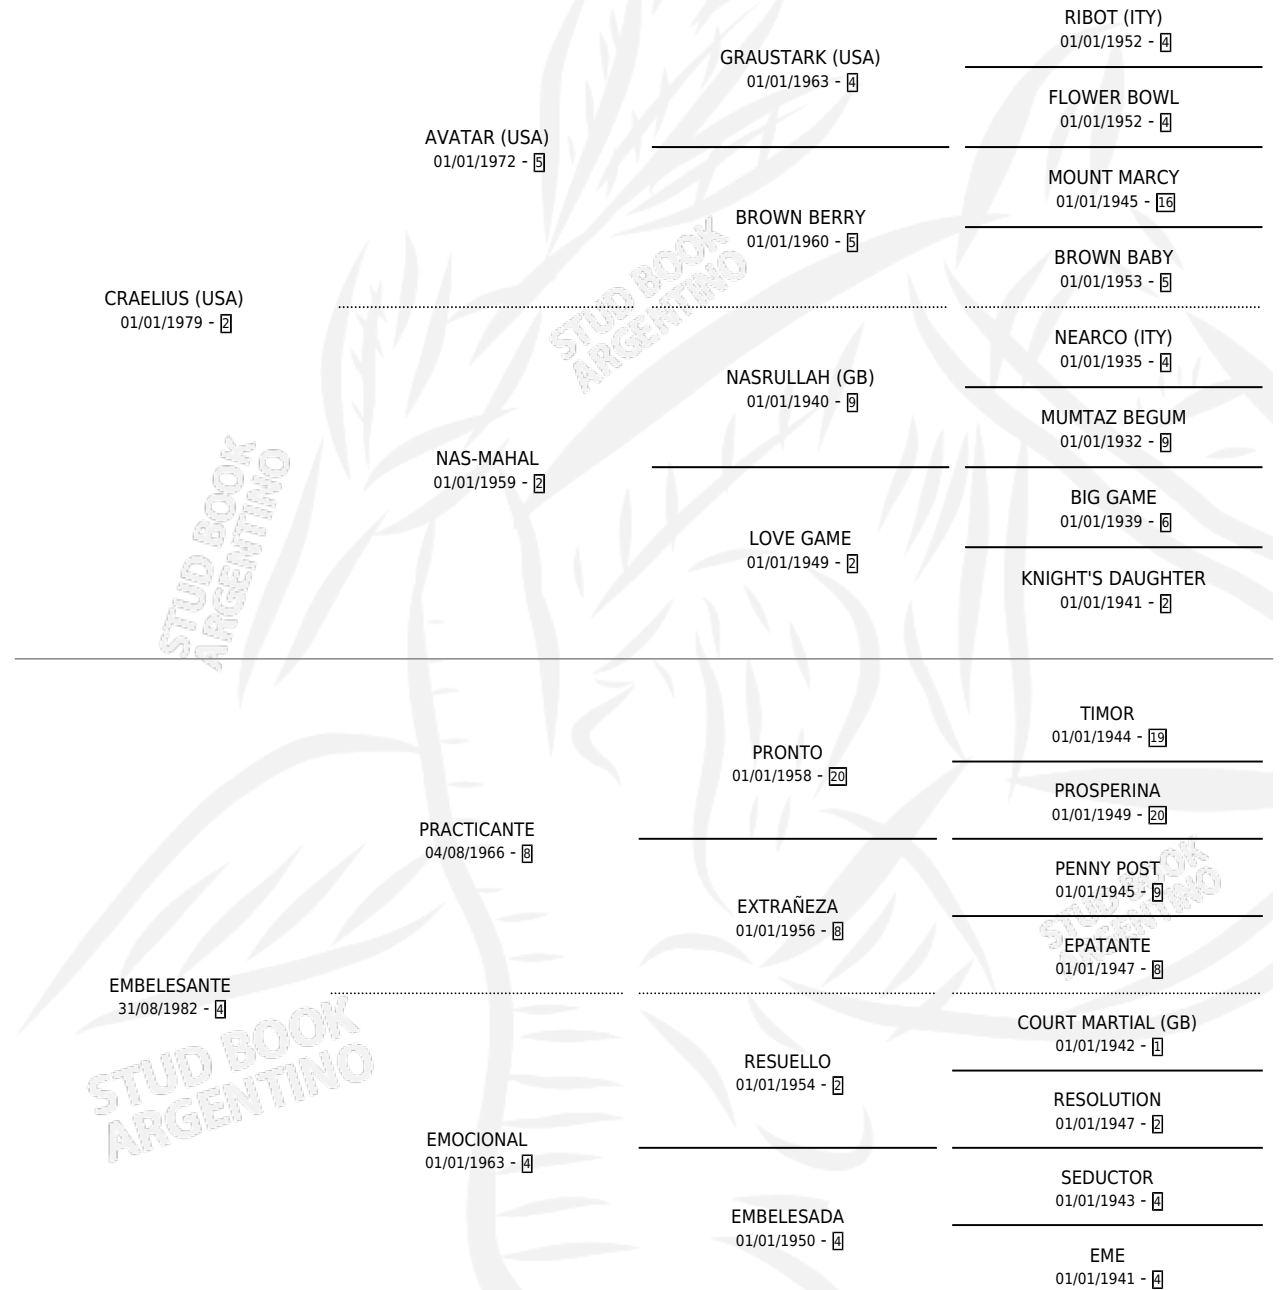 RIBOT (ITY)
01/01/1952 - 4
GRAUSTARK (USA)
01/01/1963 - 4
FLOWER BOWL
01/01/1952 - 4
AVATAR (USA)
01/01/1972 - 5
MOUNT MARCY
01/01/1945 - 16
BROWN BERRY
01/01/1960 - 5
BROWN BABY
01/01/1953 - 5
CRAELIUS (USA)
01/01/1979 - 2
NEARCO (ITY)
01/01/1935 - 4
NASRULLAH (GB)
01/01/1940 - 9
MUMTAZ BEGUM
01/01/1932 - 9
NAS-MAHAL
01/01/1959 - 2
BIG GAME
01/01/1939 - 6
LOVE GAME
01/01/1949 - 2
KNIGHT'S DAUGHTER
01/01/1941 - 2
STUD BOOK
ARGENTINO
STUD BOOK
ARGENTINO
TIMOR
01/01/1944 - 19
PRONTO
01/01/1958 - 20
PROSPERINA
01/01/1949 - 20
PRACTICANTE
04/08/1966 - 8
PENNY POST
01/01/1945 - 9
EXTRAÑEZA
01/01/1956 - 8
EPATANTE
01/01/1947 - 8
STUD BOOK
ARGENTINO
EMBELESANTE
31/08/1982 - 4
COURT MARTIAL (GB)
01/01/1942 - 1
RESUELLO
01/01/1954 - 2
RESOLUTION
01/01/1947 - 2
EMOCIONAL
01/01/1963 - 4
SEDUCTOR
01/01/1943 - 4
EMBELESADA
01/01/1950 - 4
EME
01/01/1941 - 4
STUD BOOK
ARGENTINO